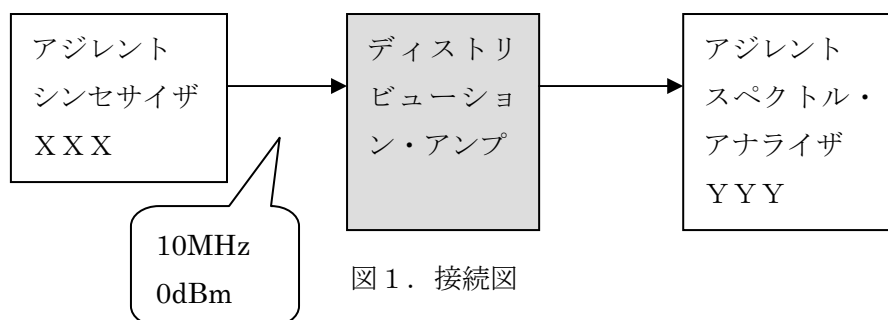 アジレント
シンセサイザ
ＸＸＸ
ディストリ
ビューショ
ン・アンプ
アジレント
スペクトル・
アナライザ
ＹＹＹ
10MHz
0dBm
図１．接続図